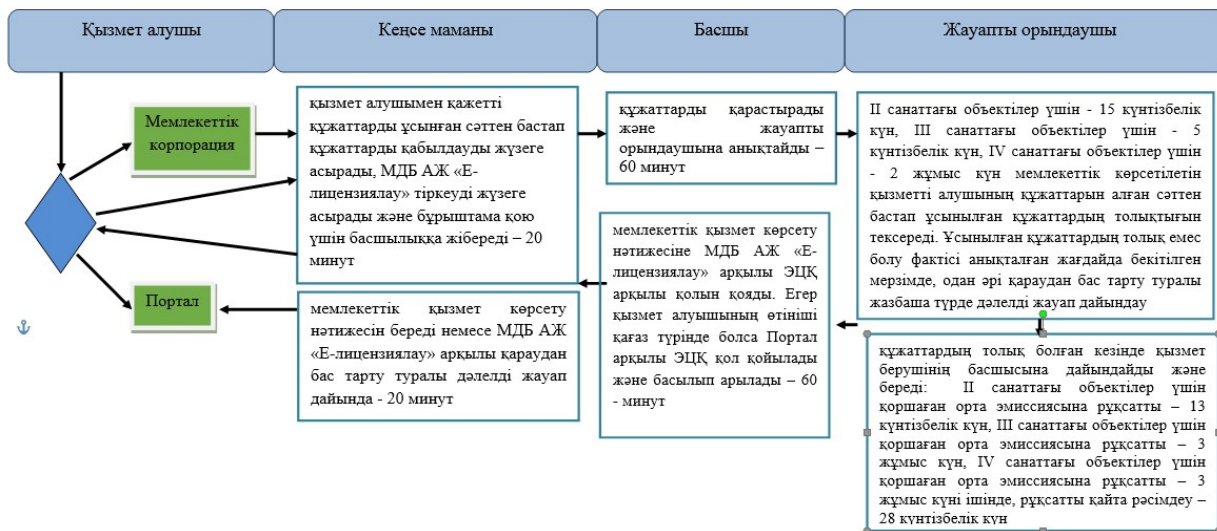 Қызмет алушы
Кеңсе маманы
Басшы
Жауапты орындаушы
Мемлекеттік
корпорация
Портал
қызмет алушымен қажетті
құжаттарды ұсынған сәттен бастап
құжаттарды қабылдауды жүзеге
асырады, МДБ АЖ «Е-
лицензиялау» тіркеуді жүзеге
асырады және бұрыштама қою
үшін басшылыққа жібереді – 20
минут
мемлекеттік қызмет көрсету
нәтижесін береді немесе МДБ АЖ
«Е-лицензиялау» арқылы қараудан
бас тарту туралы дәлелді жауап
дайында - 20 минут
құжаттарды қарастырады
және жауапты
орындаушына анықтайды –
60 минут
мемлекеттік қызмет көрсету
нәтижесіне МДБ АЖ «Е-
лицензиялау» арқылы ЭЦҚ
арқылы қолын қояды. Егер
қызмет алуышының өтініші
қағаз түрінде болса Портал
арқылы ЭЦҚ қол қойылады
және басылып арылады – 60
- минут
II санаттағы объектілер үшін - 15 күнтізбелік
күн, III санаттағы объектілер үшін - 5
күнтізбелік күн, IV санаттағы объектілер үшін
- 2 жұмыс күн мемлекеттік көрсетілетін
қызметті алушының құжаттарын алған сәттен
бастап ұсынылған құжаттардың толықтығын
тексереді. Ұсынылған құжаттардың толық емес
болу фактісі анықталған жағдайда бекітілген
мерзімде, одан әрі қараудан бас тарту туралы
жазбаша түрде дәлелді жауап дайындау
құжаттардың толық болған кезінде қызмет
берушінің басшысына дайындайды және
береді: II санаттағы объектілер үшін
қоршаған орта эмиссиясына рұқсатты – 13
күнтізбелік күн, III санаттағы объектілер үшін
қоршаған орта эмиссиясына рұқсатты – 3
жұмыс күн, IV санаттағы объектілер үшін
қоршаған орта эмиссиясына рұқсатты – 3
жұмыс күні ішінде, рұқсатты қайта рәсімдеу –
28 күнтізбелік күн